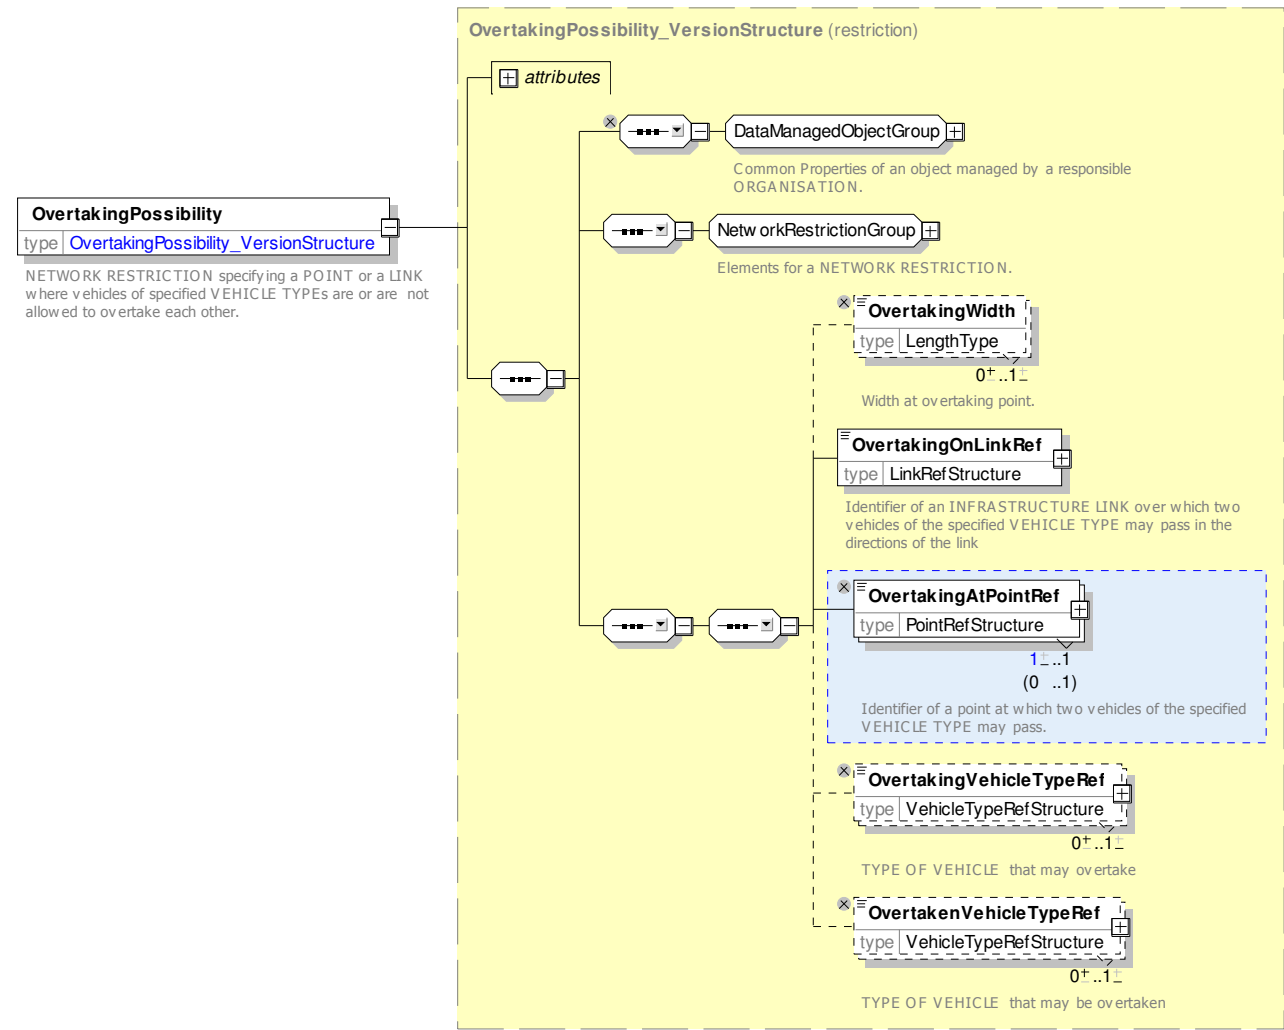 OvertakingPossibility_VersionStructure (restriction)
attributes
DataManagedObjectGroup
Common Properties of an object managed by a responsible
ORGANISATION.
OvertakingPossibility
type OvertakingPossibility_VersionStructure
NETWORK RESTRICTION specifying a POINT or a LINK
where vehicles of specified VEHICLE TYPEs are or are not
allowed to overtake each other.
NetworkRestrictionGroup
Elements for a NETWORK RESTRICTION.
OvertakingWidth
type LengthType
0..1
Width at overtaking point.
OvertakingOnLinkRef
type LinkRefStructure
Identifier of an INFRASTRUCTURE LINK over which two
vehicles of the specified VEHICLE TYPE may pass in the
directions of the link
OvertakingAtPointRef
type PointRefStructure
1..1
(0 ..1)
Identifier of a point at which two vehicles of the specified
VEHICLE TYPE may pass.
OvertakingVehicleTypeRef
type VehicleTypeRefStructure
0..1
TYPE OF VEHICLE that may overtake
OvertakenVehicleTypeRef
type VehicleTypeRefStructure
0..1
TYPE OF VEHICLE that may be overtaken